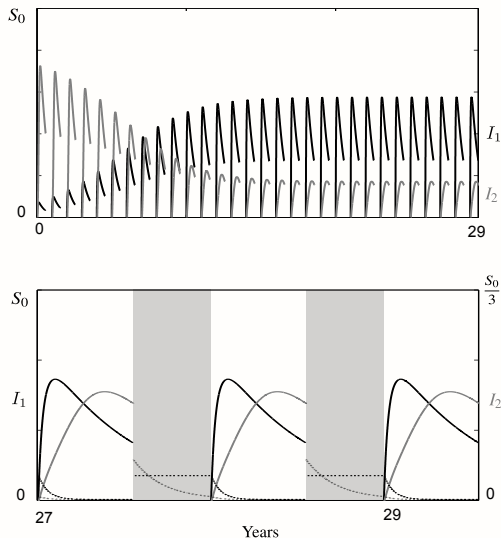 S₀
I₁
I₂
0
0 29
S₀ S₀/3
I₁ I₂
0 0
27 29
Years